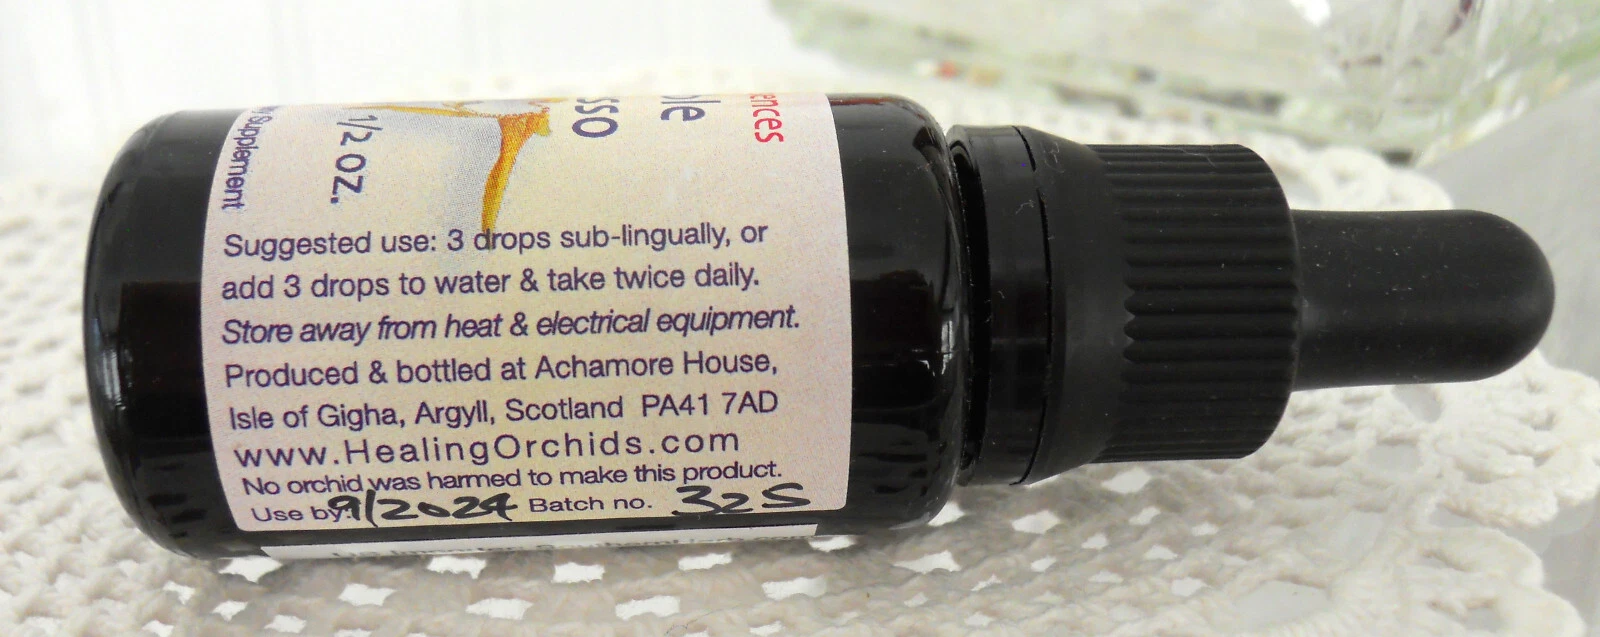 ences
le
sso
1/2 oz.
Supplement
Suggested use: 3 drops sub-lingually, or
add 3 drops to water & take twice daily.
Store away from heat & electrical equipment.
Produced & bottled at Achamore House,
Isle of Gigha, Argyll, Scotland PA41 7AD
www.HealingOrchids.com
No orchid was harmed to make this product.
Use by: 9/2024 Batch no. 32S